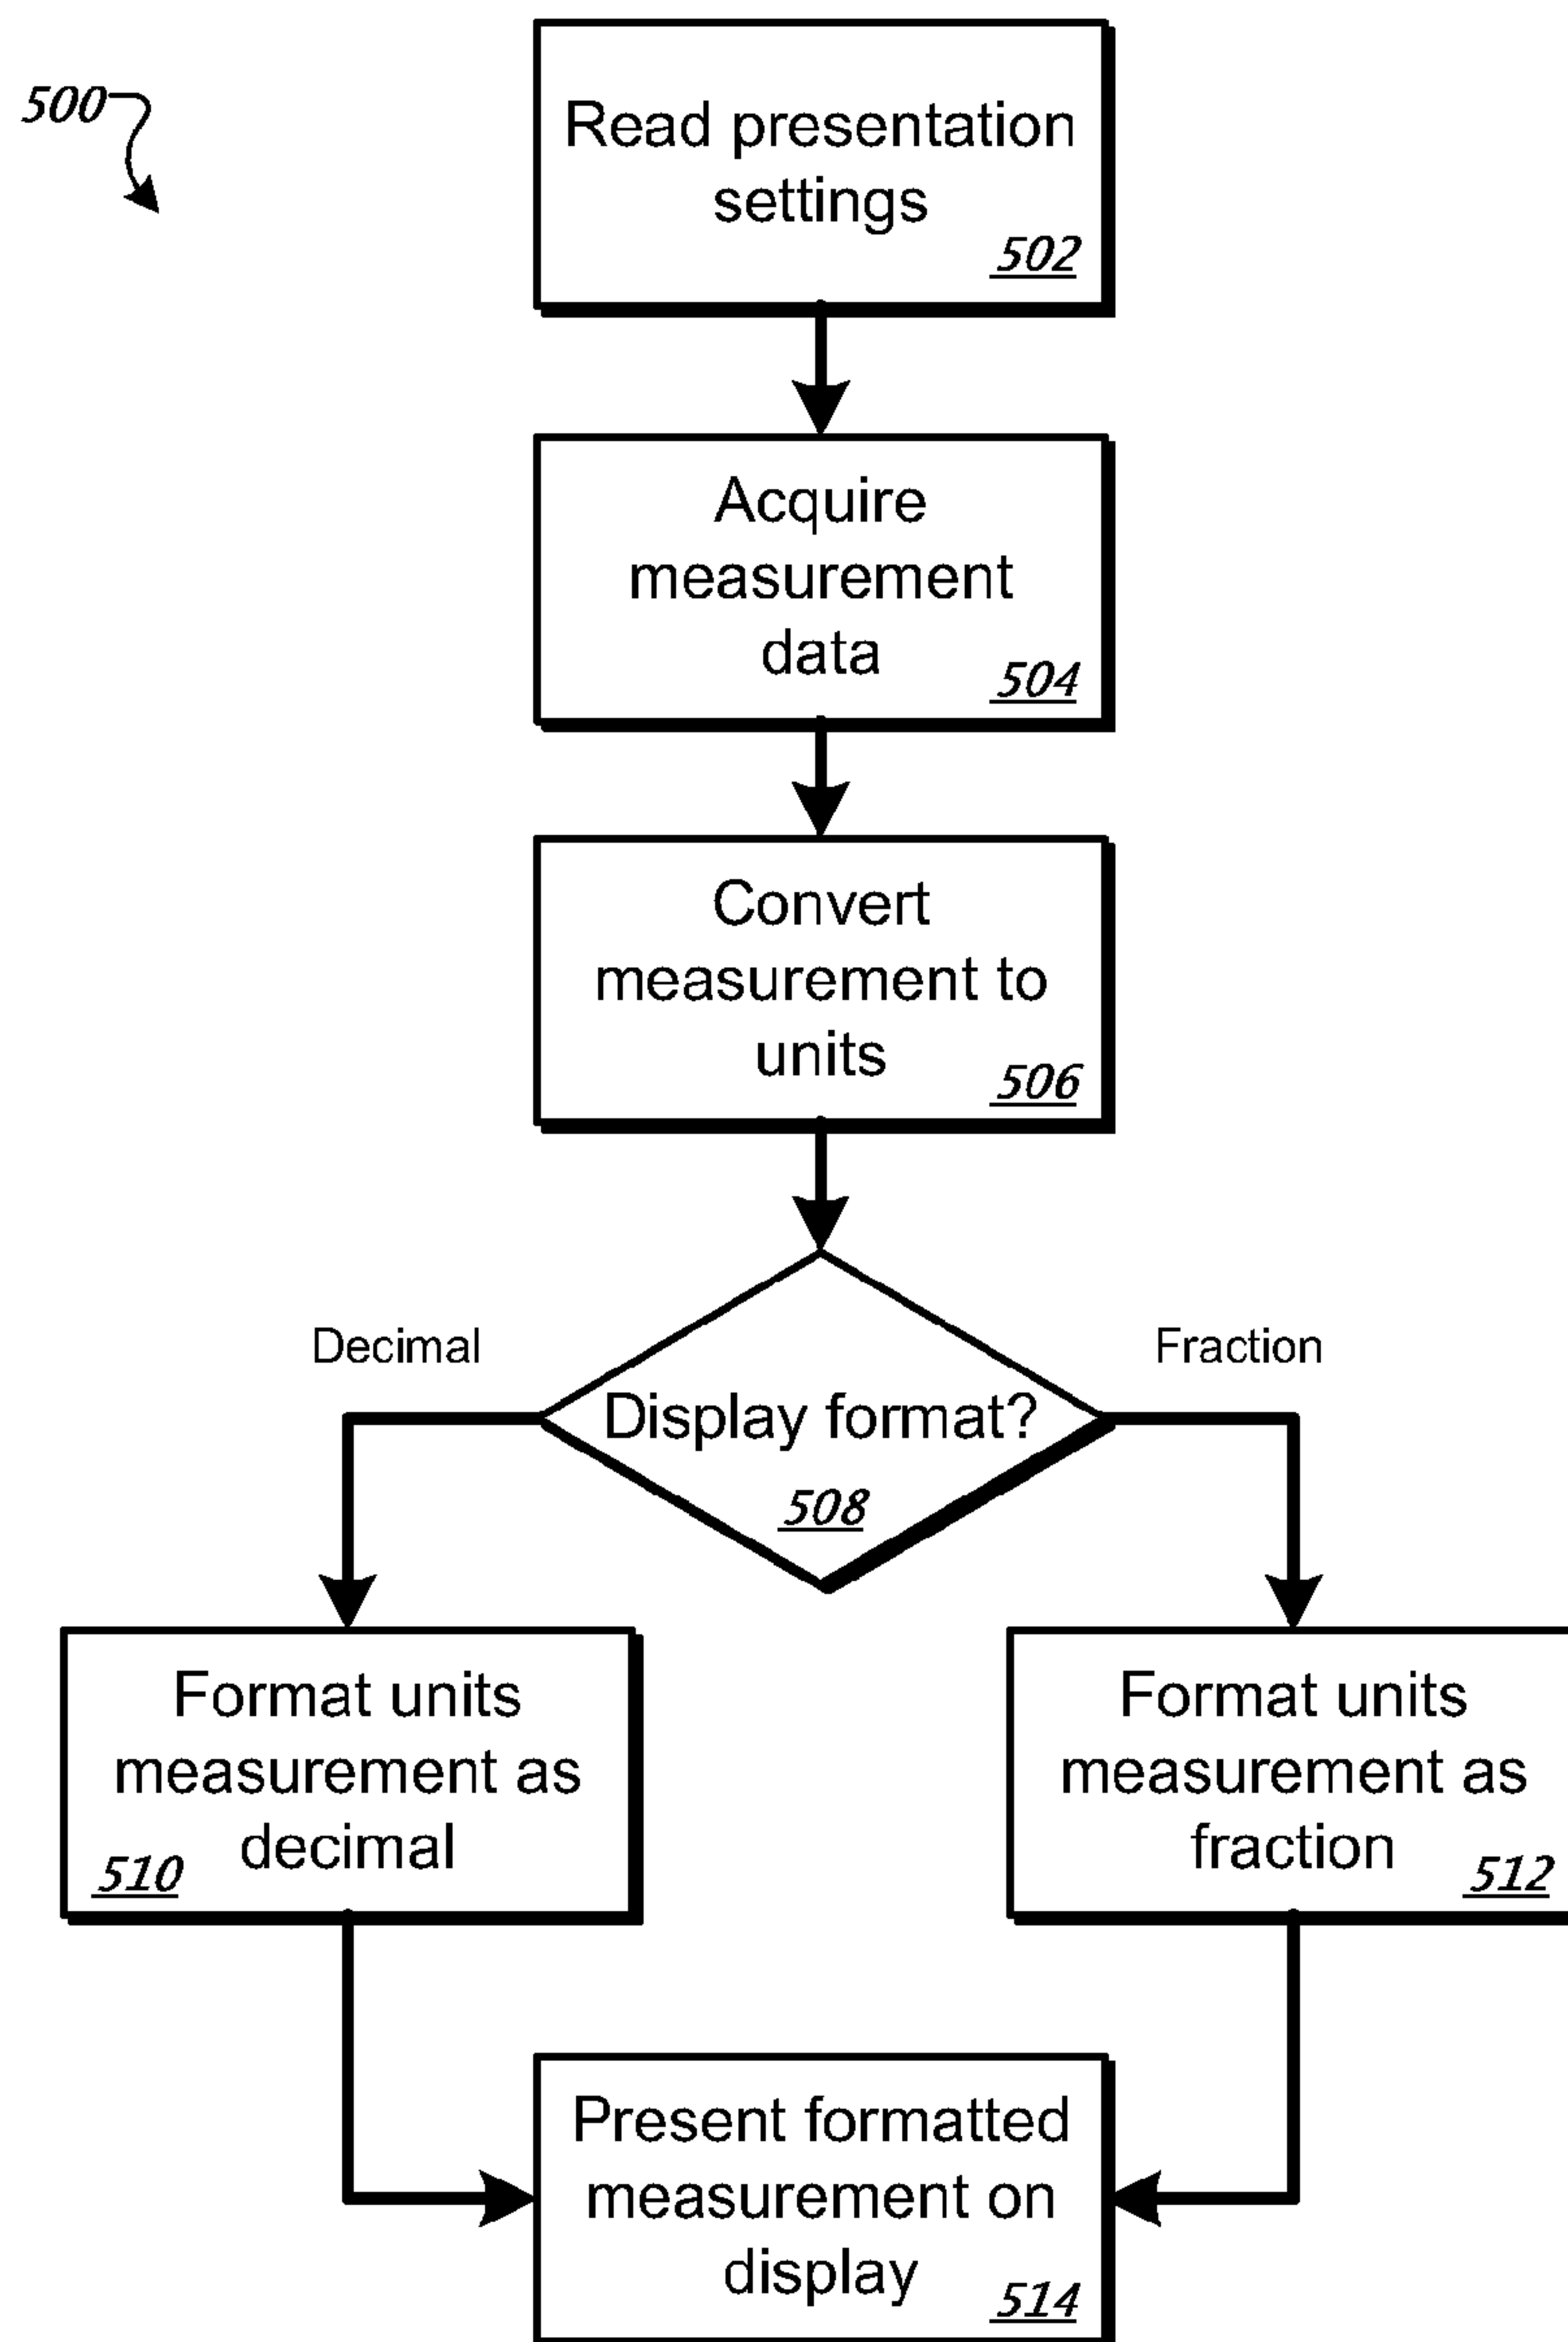 500
Read presentation
settings
502
Acquire
measurement
data
504
Convert
measurement to
units
506
Decimal
Fraction
Display format?
508
Format units
measurement as
decimal
510
Format units
measurement as
fraction
512
Present formatted
measurement on
display
514